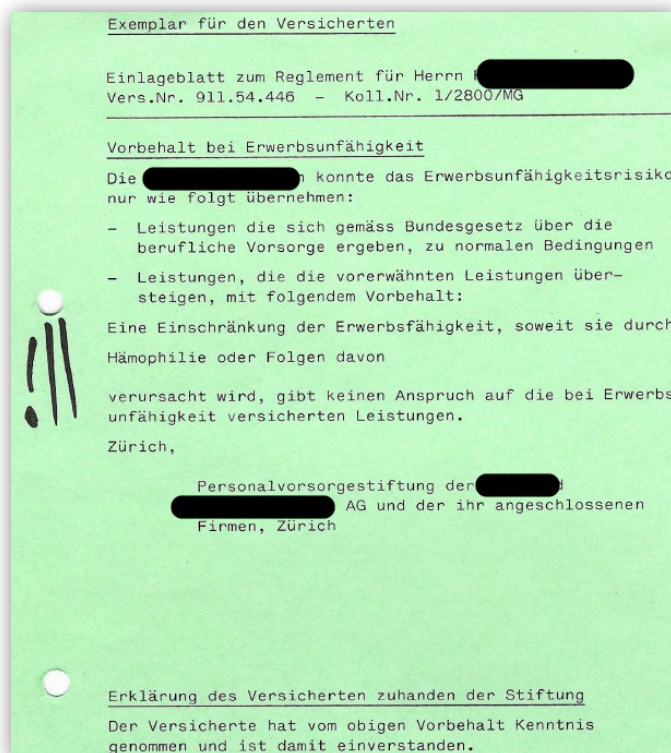 Exemplar für den Versicherten
Einlageblatt zum Reglement für Herrn
Vers.Nr. 911.54.446 - Koll.Nr. 1/2800/MG
Vorbehalt bei Erwerbsunfähigkeit
Die konnte das Erwerbsunfähigkeitsrisiko
nur wie folgt übernehmen:
- Leistungen die sich gemäss Bundesgesetz über die
berufliche Vorsorge ergeben, zu normalen Bedingungen
- Leistungen, die die vorerwähnten Leistungen über-
steigen, mit folgendem Vorbehalt:
Eine Einschränkung der Erwerbsfähigkeit, soweit sie durch
Hämophilie oder Folgen davon
verursacht wird, gibt keinen Anspruch auf die bei Erwerbs
unfähigkeit versicherten Leistungen.
Zürich,
Personalvorsorgestiftung der
AG und der ihr angeschlossenen
Firmen, Zürich
Erklärung des Versicherten zuhanden der Stiftung
Der Versicherte hat vom obigen Vorbehalt Kenntnis
genommen und ist damit einverstanden.